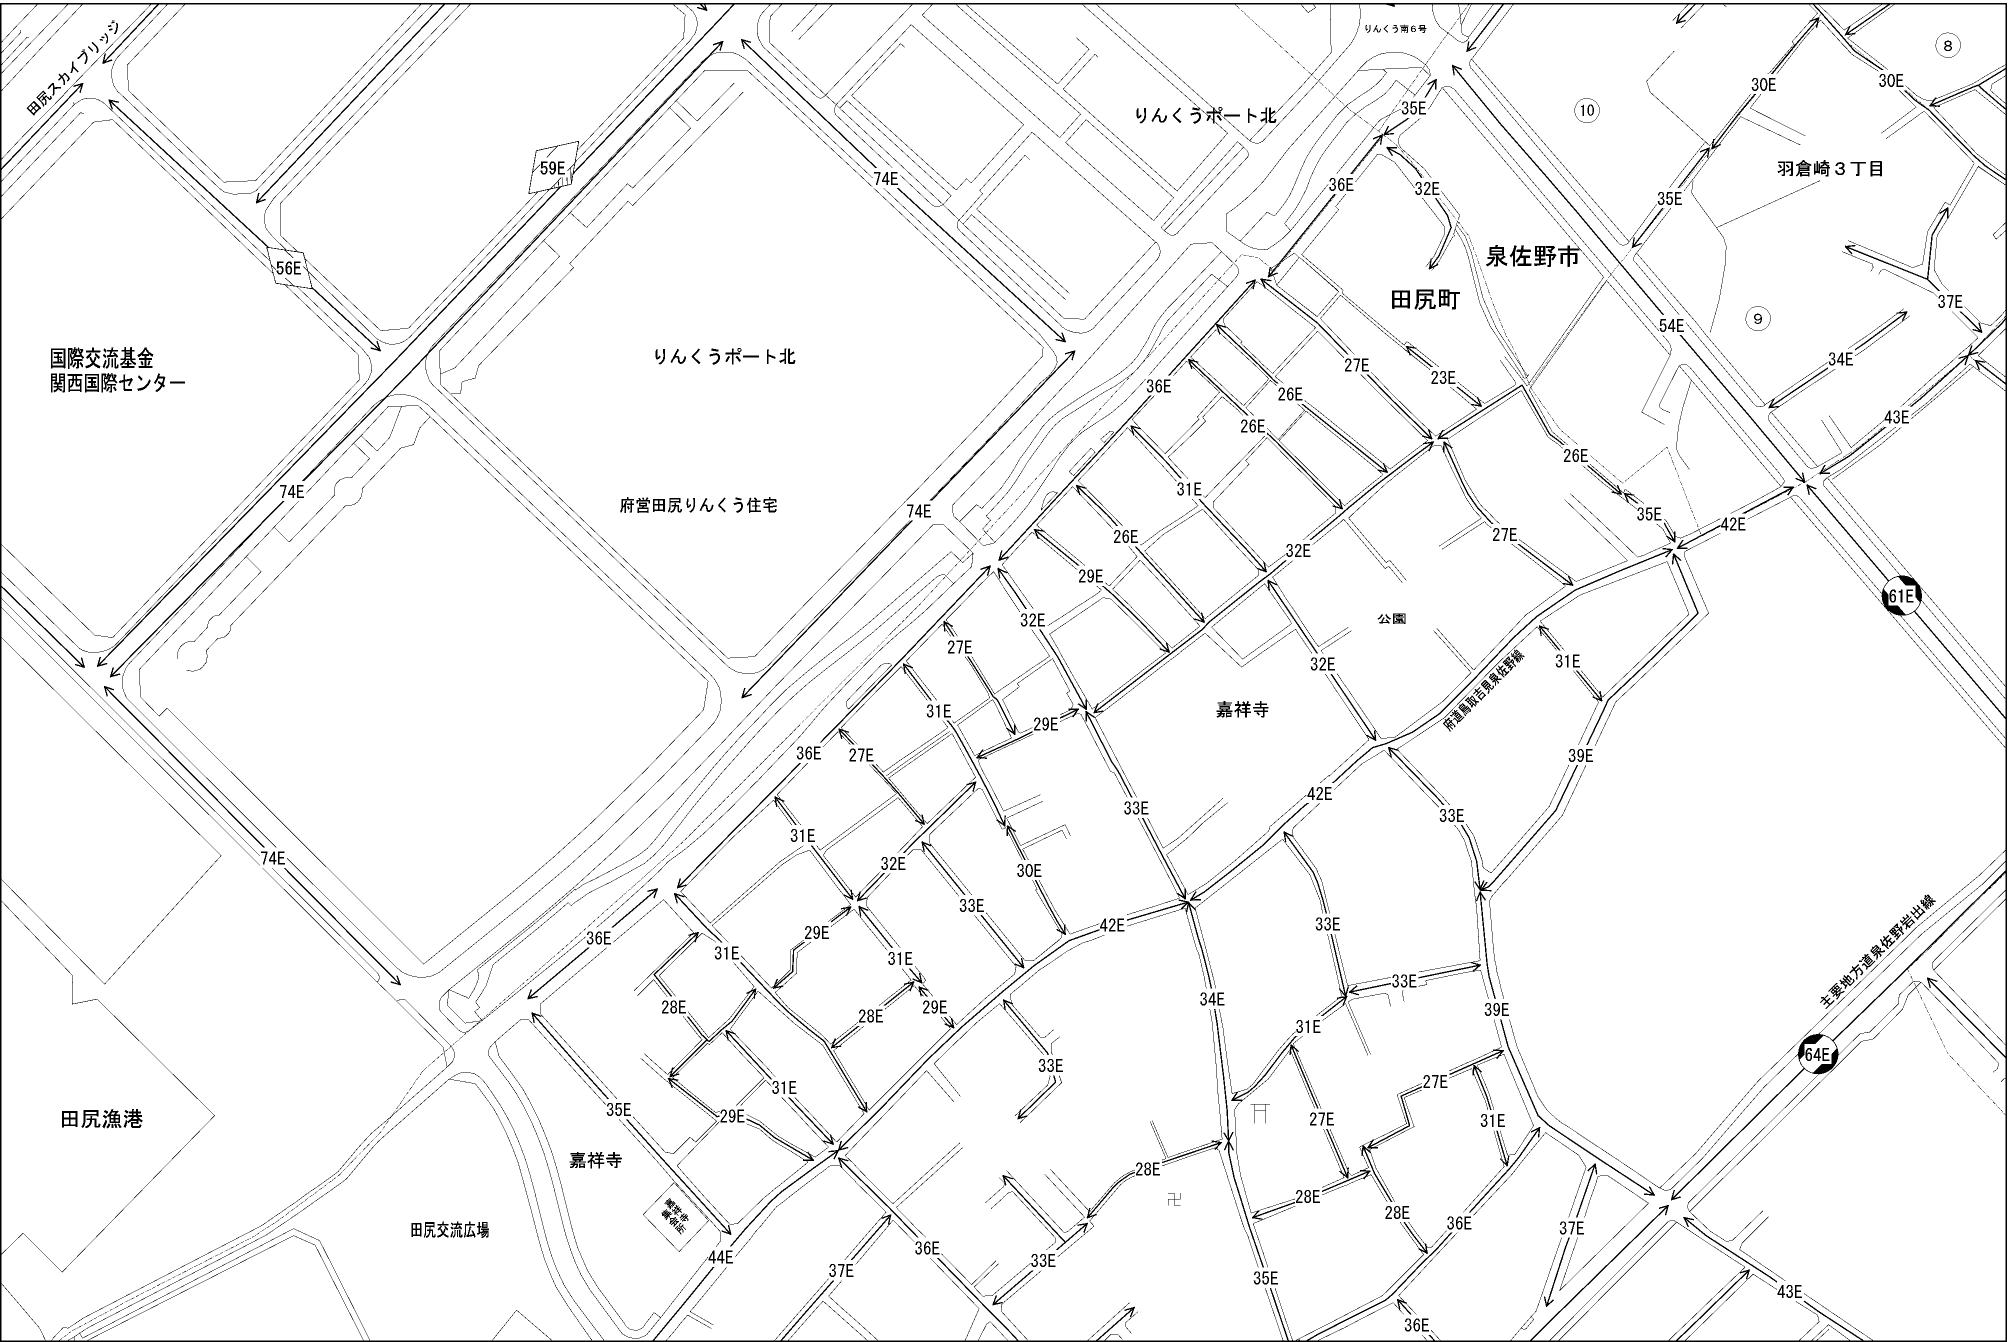 田尻スカイブリッジ
りんくう南6号
⑧
30E
30E
35E
⑩
りんくうポート北
59E
74E
36E
32E
35E
羽倉崎3丁目
56E
泉佐野市
田尻町
37E
⑨
54E
国際交流基金
関西国際センター
りんくうポート北
36E
27E
23E
34E
26E
26E
43E
26E
74E
府営田尻りんくう住宅
74E
31E
35E
42E
26E
32E
27E
29E
61E
公園
32E
27E
32E
31E
府道鳥取吉見泉佐野線
嘉祥寺
31E
29E
36E
27E
39E
42E
33E
33E
31E
74E
32E
30E
33E
主要地方道泉佐野岩出線
36E
29E
31E
31E
42E
33E
33E
28E
28E
29E
34E
31E
39E
64E
33E
27E
31E
29E
35E
27E
31E
田尻漁港
嘉祥寺
28E
卍
28E
28E
嘉祥寺
集会所
田尻交流広場
44E
37E
36E
33E
35E
36E
37E
43E
36E